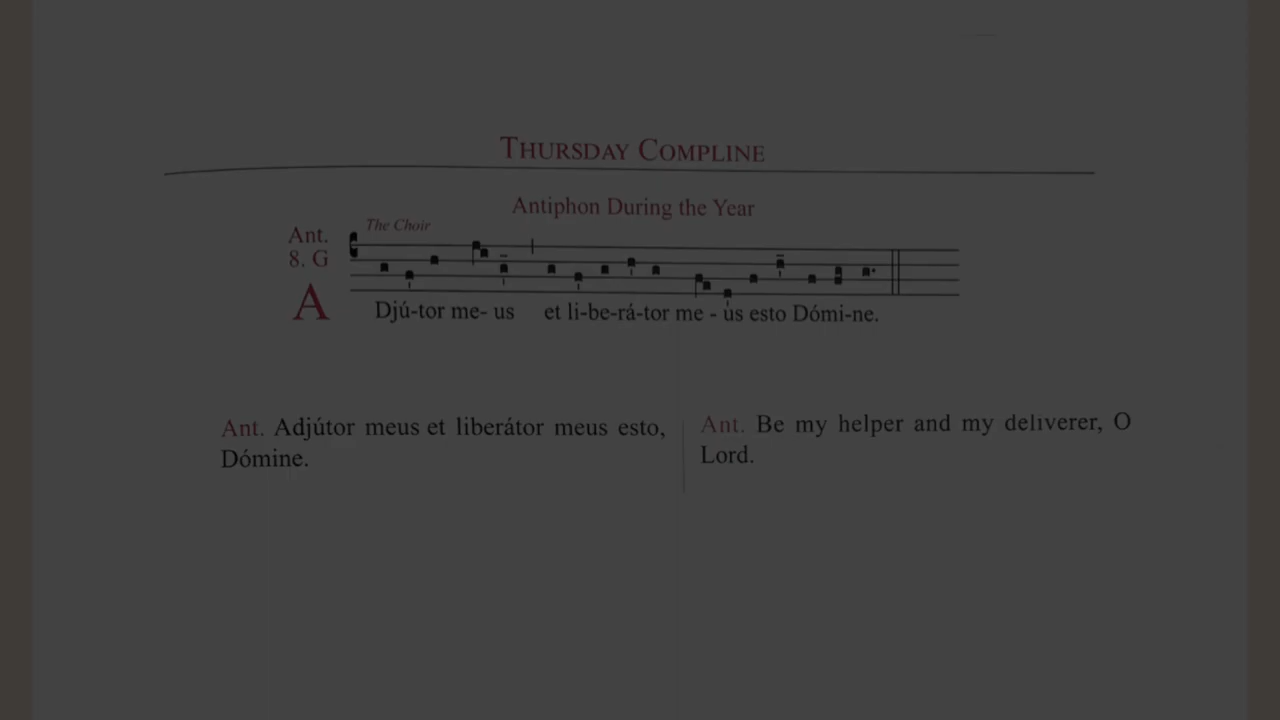 THURSDAY COMPLINE
Antiphon During the Year
Ant.
8. G
The Choir
A
Djú-tor me- us et li-be-rá-tor me - us esto Dómi-ne.
Ant. Adjútor meus et liberátor meus esto,
Dómine.
Ant. Be my helper and my deliverer, O
Lord.